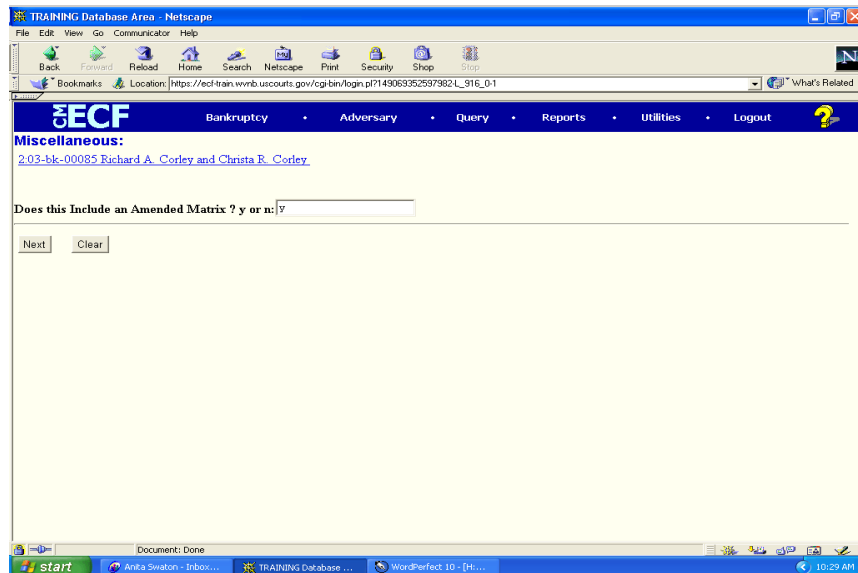 TRAINING Database Area - Netscape
File Edit View Go Communicator Help
Back Forward Reload Home Search Netscape Print Security Shop Stop
Bookmarks Location: https://ecf-train.wvnb.uscourts.gov/cgi-bin/login.pl?149069352597982-L_916_0-1 What's Related
CM ECF Bankruptcy • Adversary • Query • Reports • Utilities • Logout ?
Miscellaneous:
2:03-bk-00085 Richard A. Corley and Christa R. Corley
Does this Include an Amended Matrix ? y or n: y
Next Clear
Document: Done
start Anita Swaton - Inbox... TRAINING Database ... WordPerfect 10 - [H:... 10:29 AM